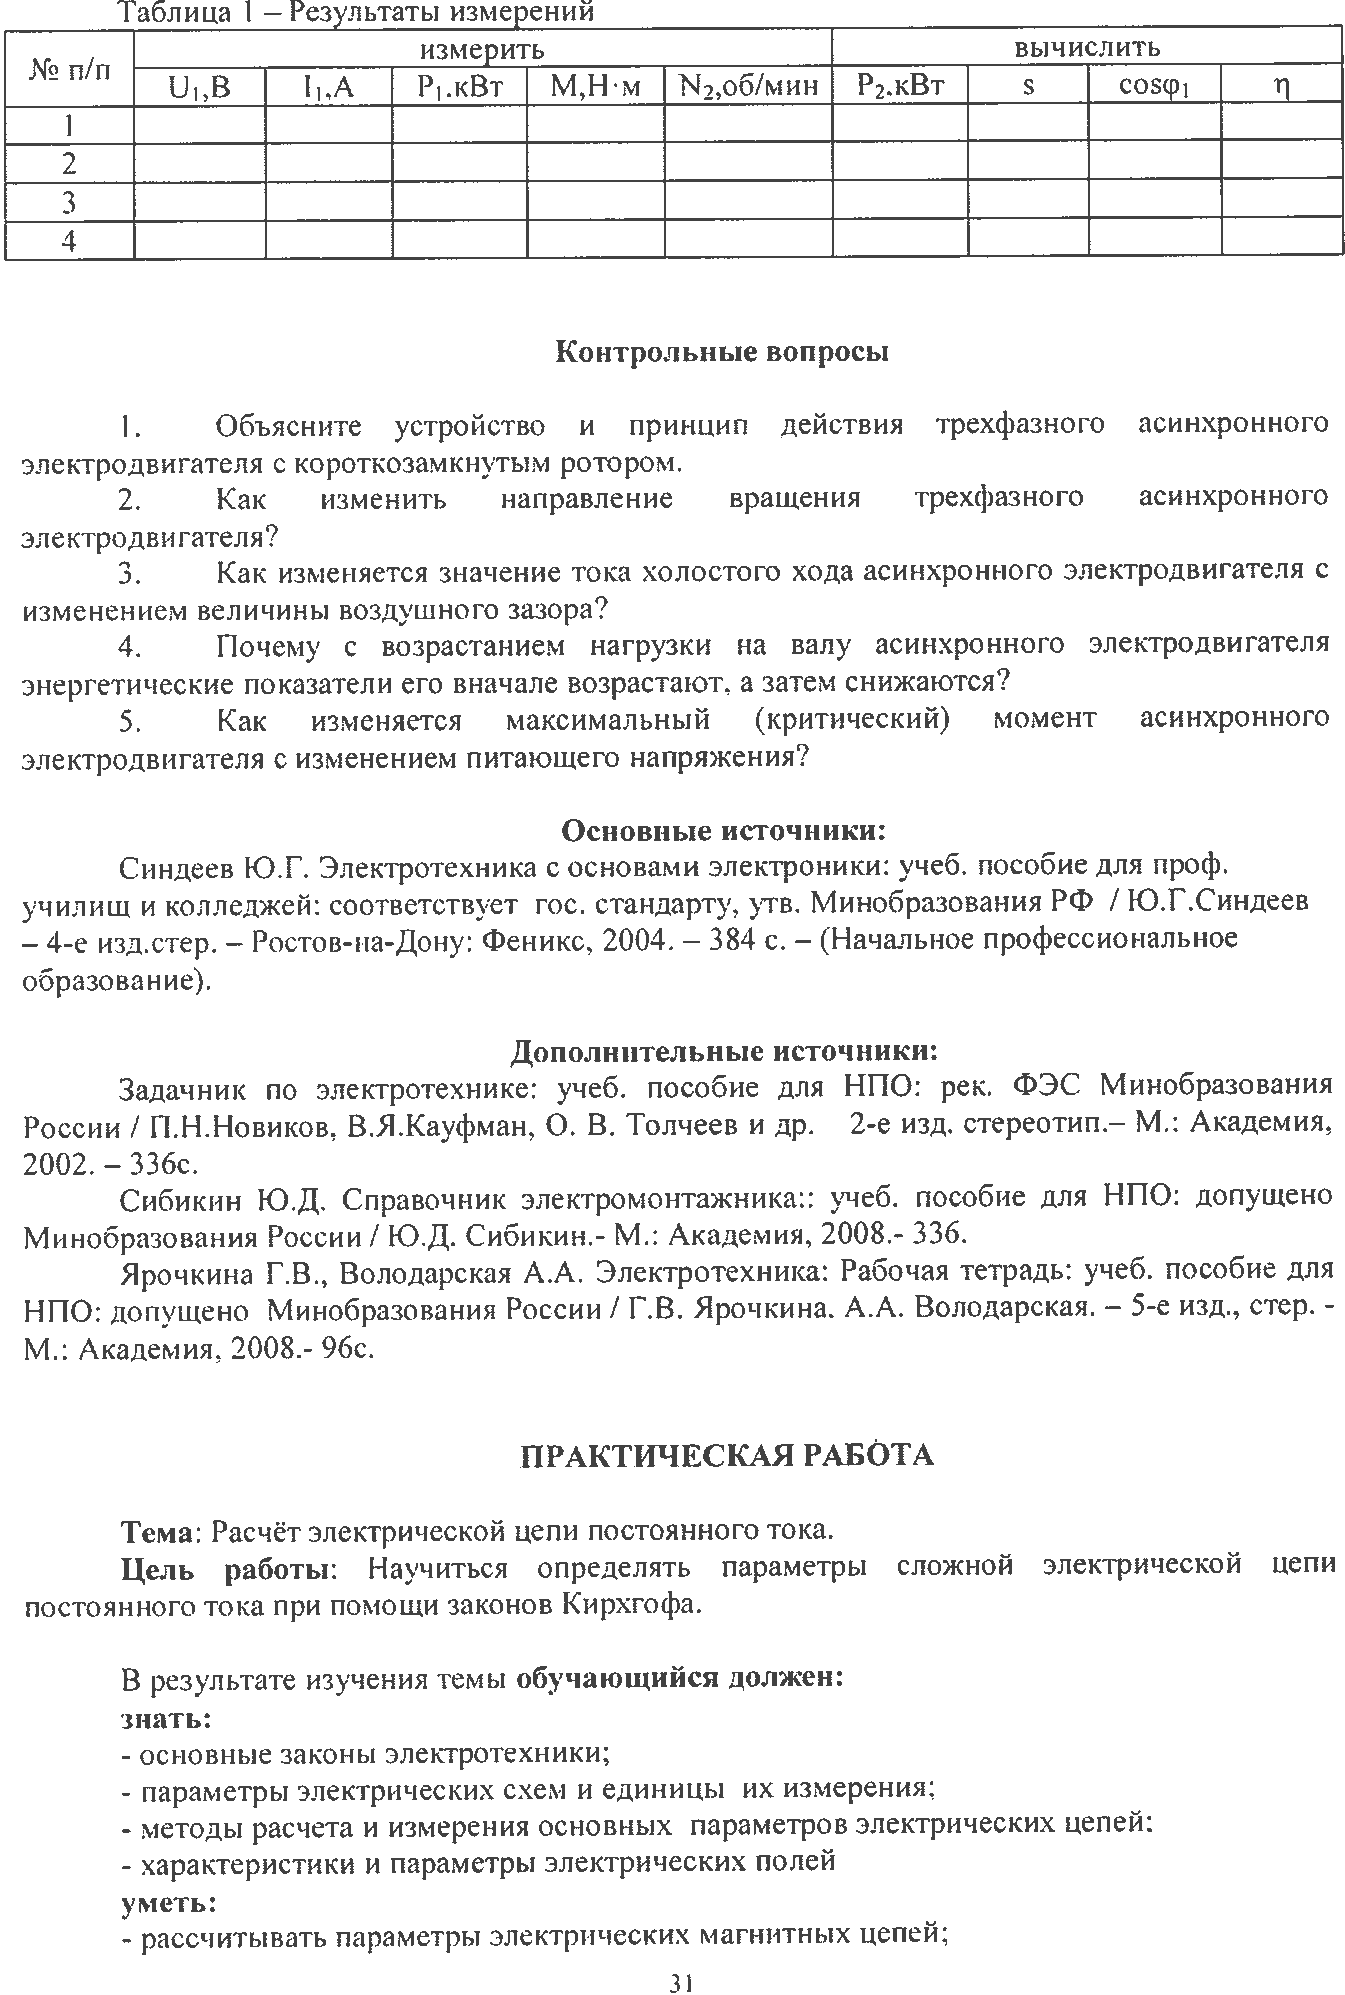 Таблица 1 – Результаты измерений
№ п/п измерить вычислить
U₁,В I₁,А P₁.кВт М,Н·м N₂,об/мин P₂.кВт s cosφ₁ η
1
2
3
4
Контрольные вопросы
1. Объясните устройство и принцип действия трехфазного асинхронного
электродвигателя с короткозамкнутым ротором.
2. Как изменить направление вращения трехфазного асинхронного
электродвигателя?
3. Как изменяется значение тока холостого хода асинхронного электродвигателя с
изменением величины воздушного зазора?
4. Почему с возрастанием нагрузки на валу асинхронного электродвигателя
энергетические показатели его вначале возрастают, а затем снижаются?
5. Как изменяется максимальный (критический) момент асинхронного
электродвигателя с изменением питающего напряжения?
Основные источники:
Синдеев Ю.Г. Электротехника с основами электроники: учеб. пособие для проф.
училищ и колледжей: соответствует гос. стандарту, утв. Минобразования РФ / Ю.Г.Синдеев
– 4-е изд.стер. – Ростов-на-Дону: Феникс, 2004. – 384 с. – (Начальное профессиональное
образование).
Дополнительные источники:
Задачник по электротехнике: учеб. пособие для НПО: рек. ФЭС Минобразования
России / П.Н.Новиков, В.Я.Кауфман, О. В. Толчеев и др. 2-е изд. стереотип.– М.: Академия,
2002. – 336с.
Сибикин Ю.Д. Справочник электромонтажника:: учеб. пособие для НПО: допущено
Минобразования России / Ю.Д. Сибикин.- М.: Академия, 2008.- 336.
Ярочкина Г.В., Володарская А.А. Электротехника: Рабочая тетрадь: учеб. пособие для
НПО: допущено Минобразования России / Г.В. Ярочкина. А.А. Володарская. – 5-е изд., стер. -
М.: Академия, 2008.- 96с.
ПРАКТИЧЕСКАЯ РАБОТА
Тема: Расчёт электрической цепи постоянного тока.
Цель работы: Научиться определять параметры сложной электрической цепи
постоянного тока при помощи законов Кирхгофа.
В результате изучения темы обучающийся должен:
знать:
- основные законы электротехники;
- параметры электрических схем и единицы их измерения;
- методы расчета и измерения основных параметров электрических цепей:
- характеристики и параметры электрических полей
уметь:
- рассчитывать параметры электрических магнитных цепей;
31